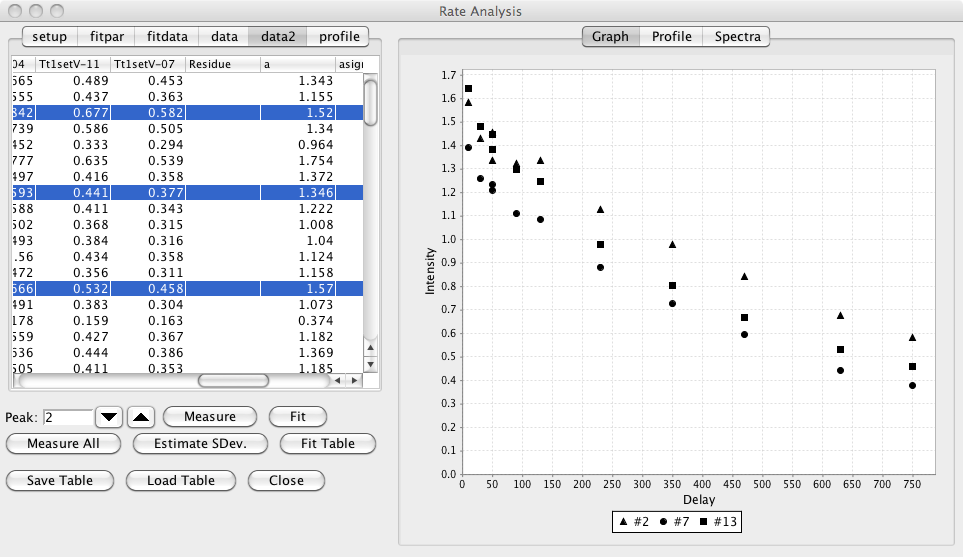 Rate Analysis
setup fitpar fitdata data data2 profile
04 Tt1setV-11 Tt1setV-07 Residue a asigi
565 0.489 0.453 1.343
555 0.437 0.363 1.155
842 0.677 0.582 1.52
739 0.586 0.505 1.34
452 0.333 0.294 0.964
777 0.635 0.539 1.754
497 0.416 0.358 1.372
593 0.441 0.377 1.346
588 0.411 0.343 1.222
502 0.368 0.315 1.008
493 0.384 0.316 1.04
.56 0.434 0.358 1.124
472 0.356 0.311 1.158
666 0.532 0.458 1.57
491 0.383 0.304 1.073
178 0.159 0.163 0.374
559 0.427 0.367 1.182
636 0.444 0.386 1.369
505 0.411 0.353 1.185
Peak: 2 Measure Fit
Measure All Estimate SDev. Fit Table
Save Table Load Table Close
Graph Profile Spectra
1.7
1.6
1.5
1.4
1.3
1.2
1.1
1.0
0.9
0.8
0.7
0.6
0.5
0.4
0.3
0.2
0.1
0.0
Intensity
0 50 100 150 200 250 300 350 400 450 500 550 600 650 700 750
Delay
#2 #7 #13